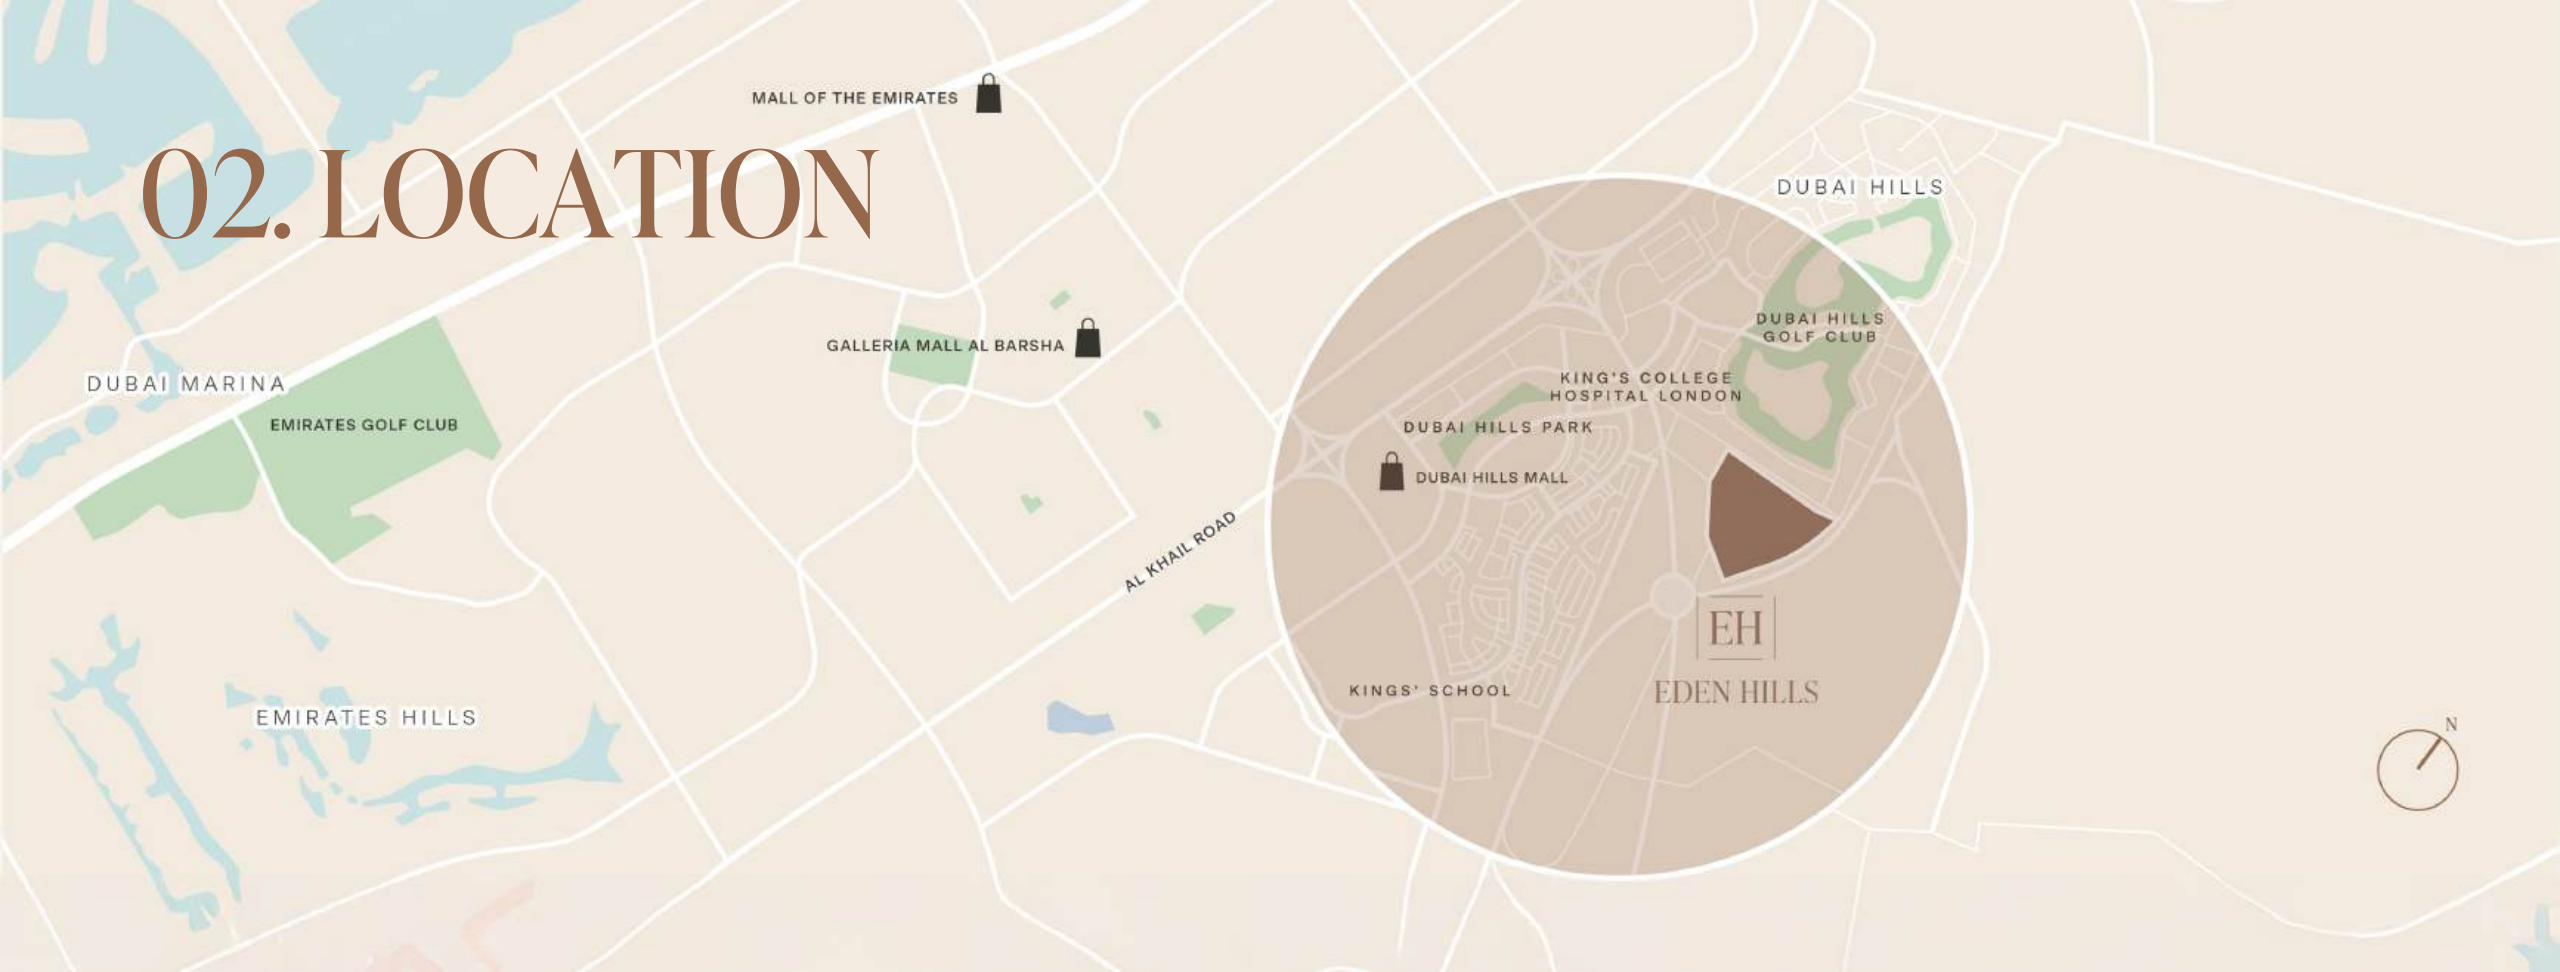 MALL OF THE EMIRATES
02. LOCATION
DUBAI HILLS
DUBAI HILLS
GOLF CLUB
GALLERIA MALL AL BARSHA
DUBAI MARINA
KING'S COLLEGE
HOSPITAL LONDON
EMIRATES GOLF CLUB
DUBAI HILLS PARK
DUBAI HILLS MALL
AL KHAIL ROAD
EH
EDEN HILLS
KINGS' SCHOOL
EMIRATES HILLS
N